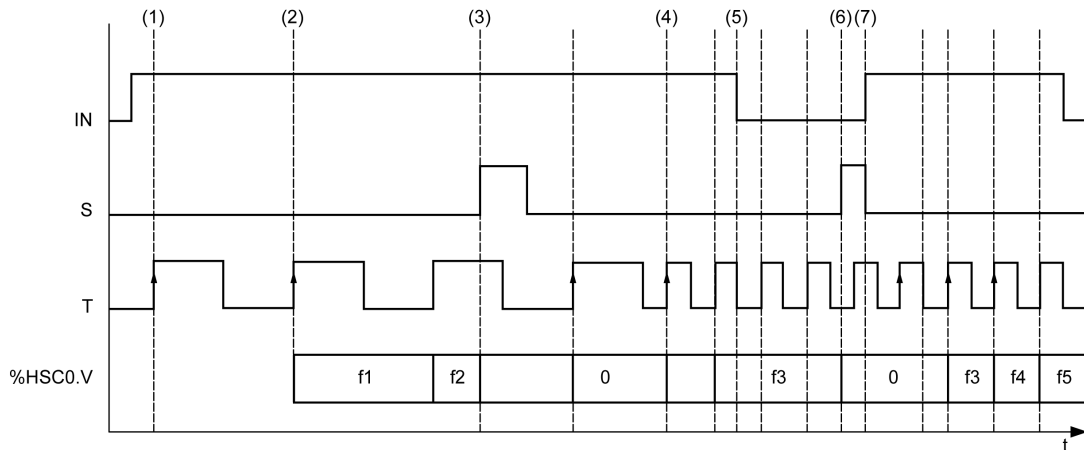 (1) (2) (3) (4) (5) (6) (7)
IN
S
T
%HSC0.V f1 f2 0 f3 0 f3 f4 f5
t